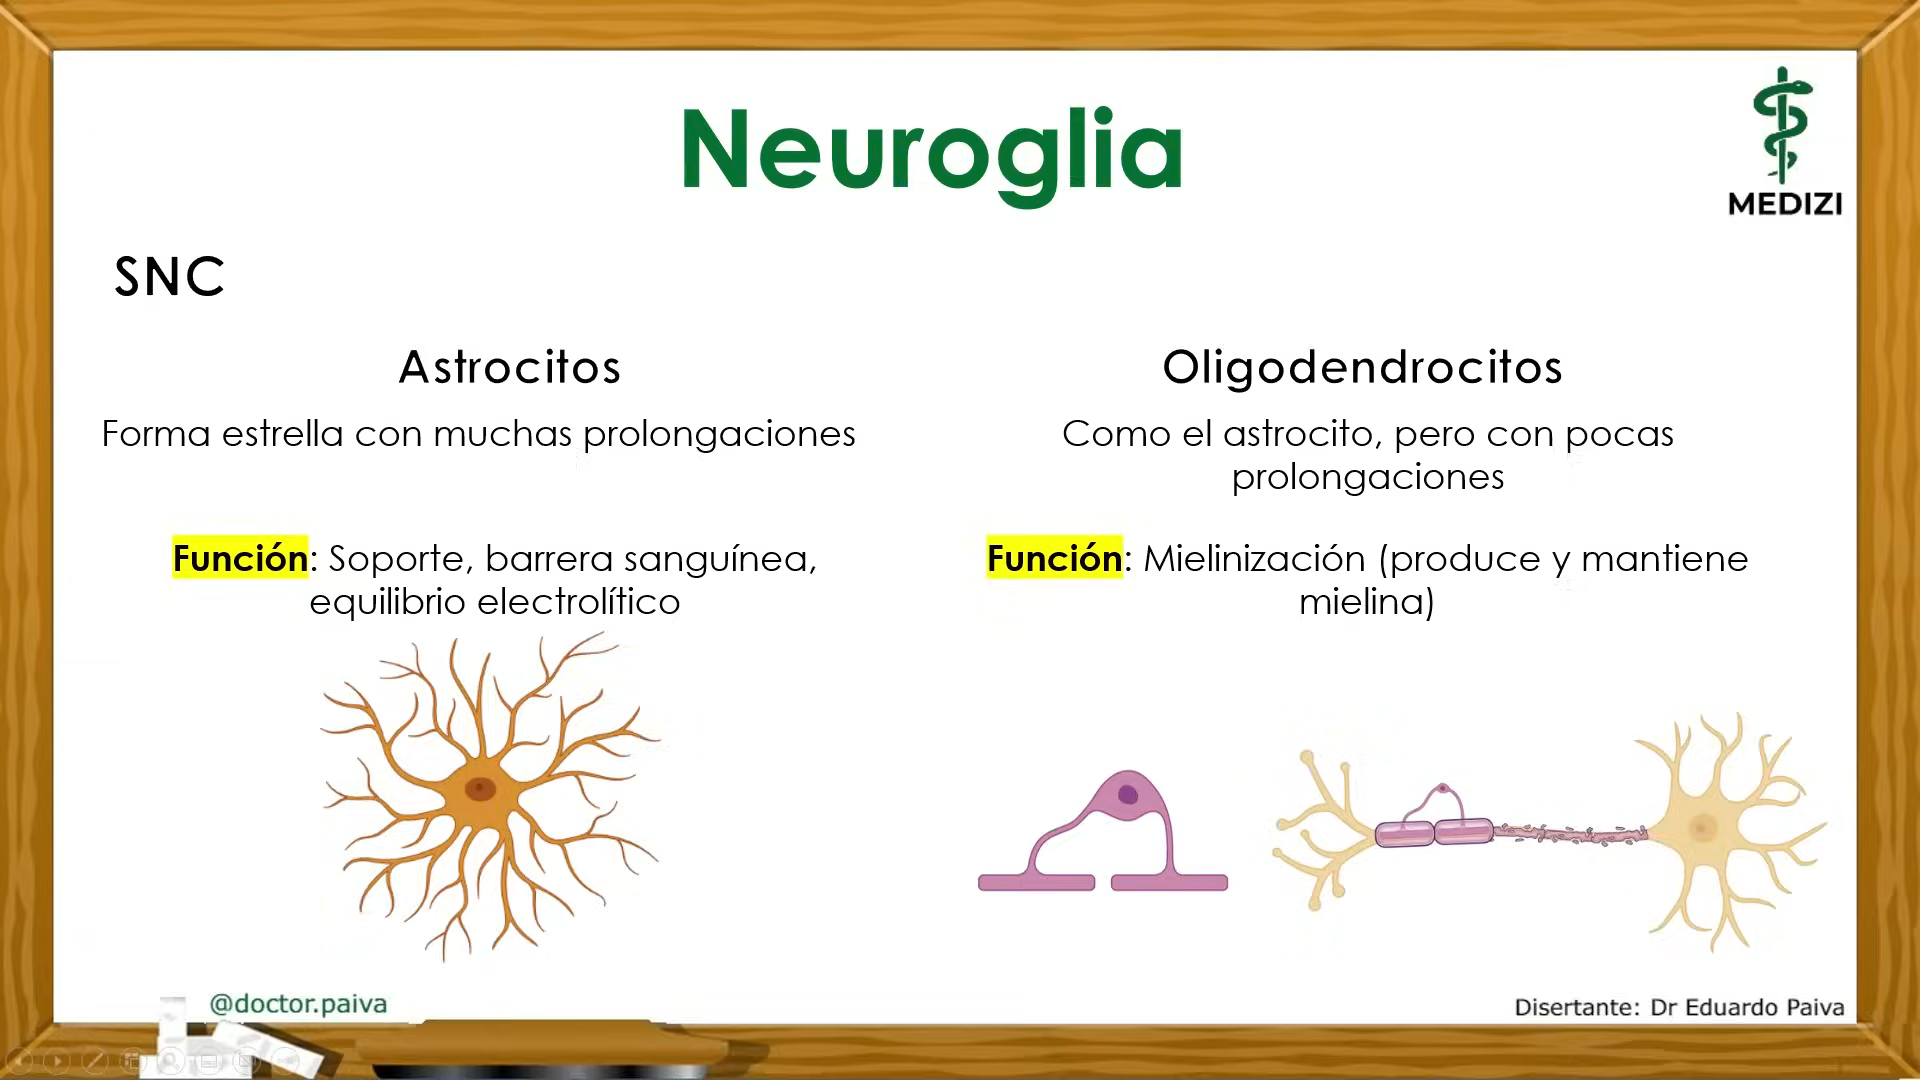 Neuroglia
MEDIZI
SNC
Astrocitos
Forma estrella con muchas prolongaciones
Función: Soporte, barrera sanguínea,
equilibrio electrolítico
Oligodendrocitos
Como el astrocito, pero con pocas
prolongaciones
Función: Mielinización (produce y mantiene
mielina)
@doctor.paiva
Disertante: Dr Eduardo Paiva